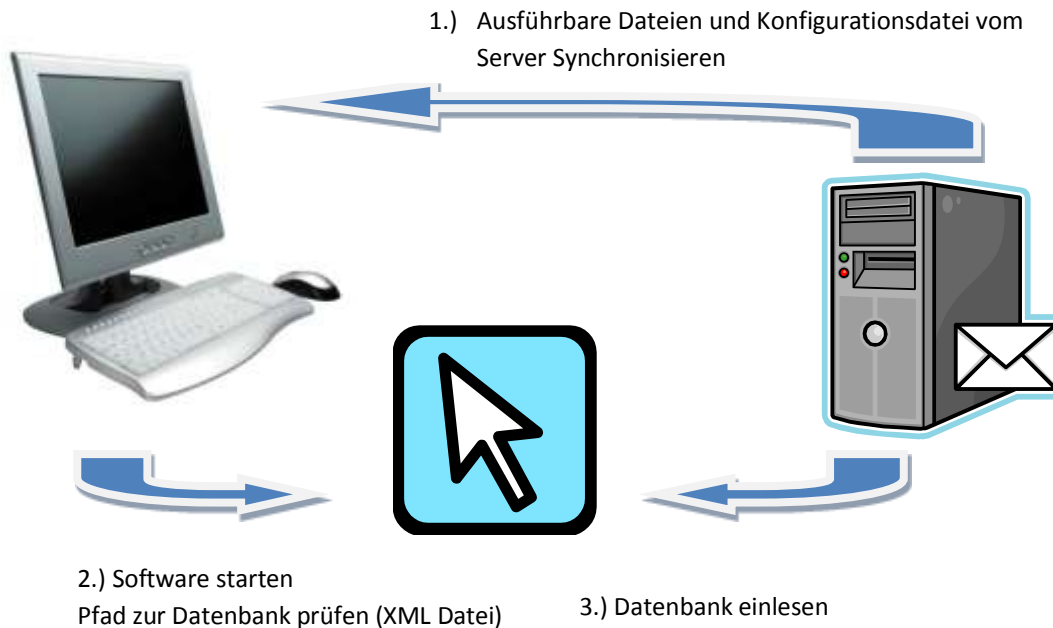 1.) Ausführbare Dateien und Konfigurationsdatei vom
Server Synchronisieren
2.) Software starten
Pfad zur Datenbank prüfen (XML Datei)
3.) Datenbank einlesen